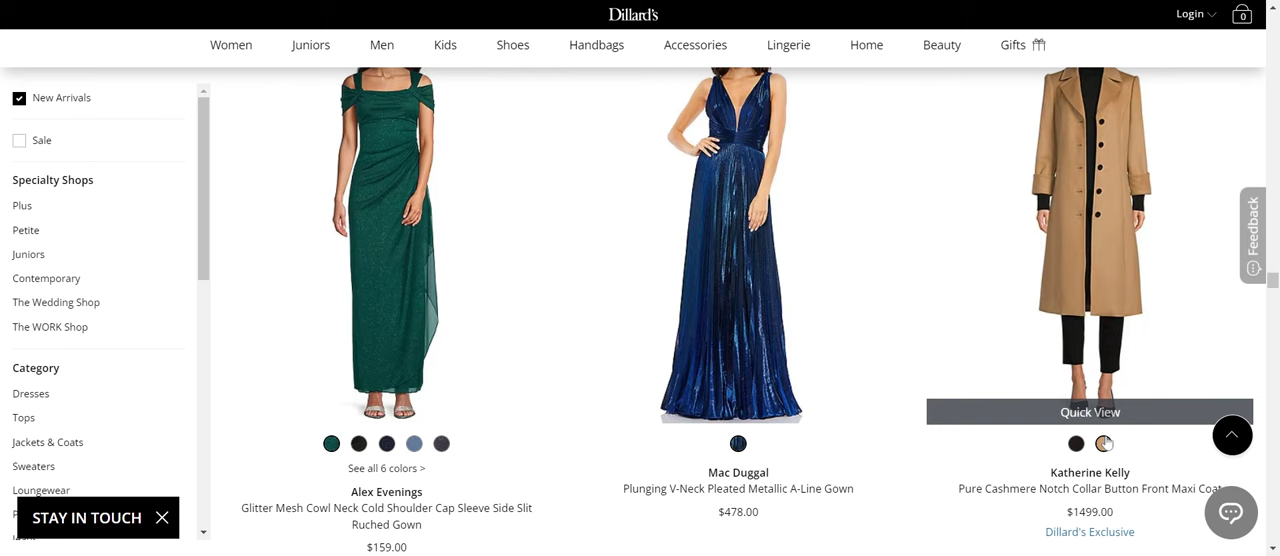 Dillard's
Login
0
Women
Juniors
Men
Kids
Shoes
Handbags
Accessories
Lingerie
Home
Beauty
Gifts
New Arrivals
Sale
Specialty Shops
Plus
Petite
Juniors
Contemporary
The Wedding Shop
The WORK Shop
Category
Dresses
Tops
Jackets & Coats
Sweaters
Loungewear
STAY IN TOUCH
See all 6 colors >
Alex Evenings
Glitter Mesh Cowl Neck Cold Shoulder Cap Sleeve Side Slit
Ruched Gown
$159.00
Mac Duggal
Plunging V-Neck Pleated Metallic A-Line Gown
$478.00
Quick View
Katherine Kelly
Pure Cashmere Notch Collar Button Front Maxi Coat
$1499.00
Dillard's Exclusive
Feedback